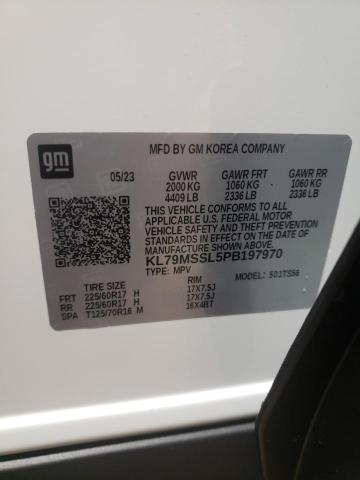 gm
MFD BY GM KOREA COMPANY
05/23 GVWR GAWR FRT GAWR RR
2000 KG 1060 KG 1060 KG
4409 LB 2336 LB 2336 LB
THIS VEHICLE CONFORMS TO ALL
APPLICABLE U.S. FEDERAL MOTOR
VEHICLE SAFETY AND THEFT PREVENTION
STANDARDS IN EFFECT ON THE DATE OF
MANUFACTURE SHOWN ABOVE.
KL79MSSL5PB197970
TYPE: MPV MODEL: 501TS56
TIRE SIZE RIM
FRT 225/60R17 H 17X7.5J
RR 225/60R17 H 17X7.5J
SPA T125/70R16 M 16X4BT